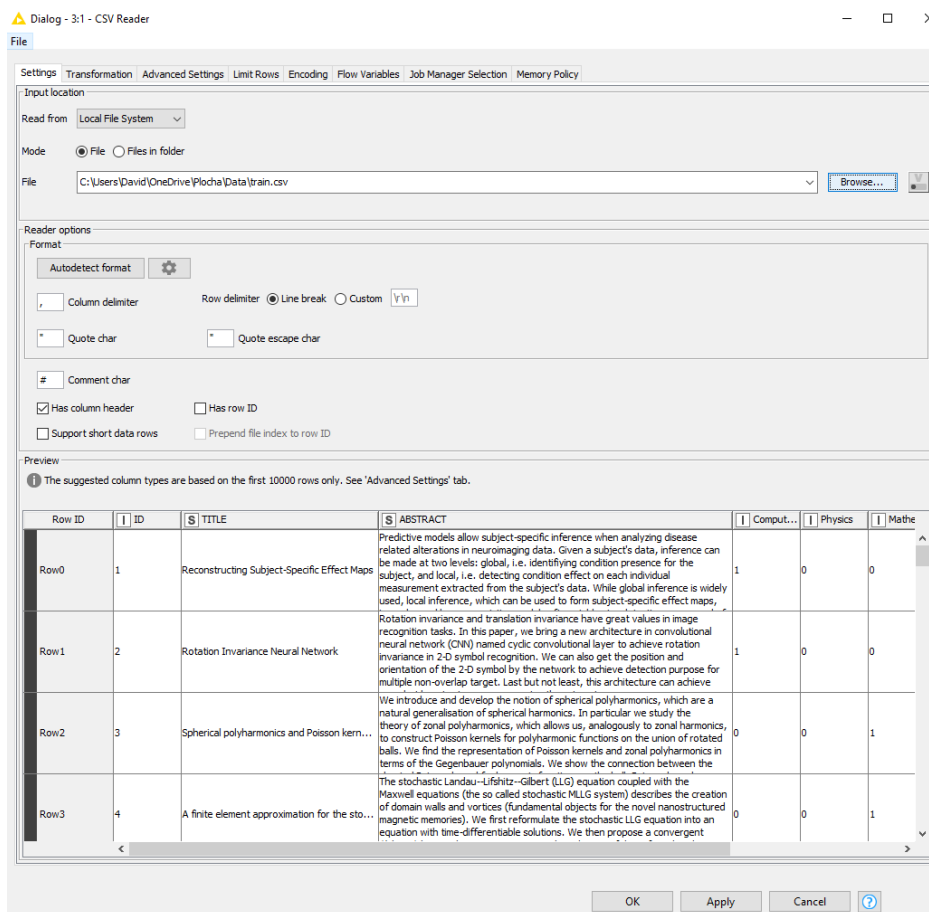 Dialog - 3:1 - CSV Reader
File
Settings Transformation Advanced Settings Limit Rows Encoding Flow Variables Job Manager Selection Memory Policy
Input location
Read from Local File System
Mode File Files in folder
File C:\Users\David\OneDrive\Plocha\Data\train.csv Browse...
Reader options
Format
Autodetect format
, Column delimiter Row delimiter Line break Custom \r\n
" Quote char " Quote escape char
# Comment char
Has column header Has row ID
Support short data rows Prepend file index to row ID
Preview
The suggested column types are based on the first 10000 rows only. See 'Advanced Settings' tab.
Row ID I ID S TITLE S ABSTRACT I Comput... I Physics I Mathe
Predictive models allow subject-specific inference when analyzing disease
related alterations in neuroimaging data. Given a subject's data, inference can
be made at two levels: global, i.e. identifiying condition presence for the
Row0 1 Reconstructing Subject-Specific Effect Maps subject, and local, i.e. detecting condition effect on each individual 1 0 0
measurement extracted from the subject's data. While global inference is widely
used, local inference, which can be used to form subject-specific effect maps,
Rotation invariance and translation invariance have great values in image
recognition tasks. In this paper, we bring a new architecture in convolutional
neural network (CNN) named cyclic convolutional layer to achieve rotation
Row1 2 Rotation Invariance Neural Network invariance in 2-D symbol recognition. We can also get the position and 1 0 0
orientation of the 2-D symbol by the network to achieve detection purpose for
multiple non-overlap target. Last but not least, this architecture can achieve
We introduce and develop the notion of spherical polyharmonics, which are a
natural generalisation of spherical harmonics. In particular we study the
theory of zonal polyharmonics, which allows us, analogously to zonal harmonics,
Row2 3 Spherical polyharmonics and Poisson kern... to construct Poisson kernels for polyharmonic functions on the union of rotated 0 0 1
balls. We find the representation of Poisson kernels and zonal polyharmonics in
terms of the Gegenbauer polynomials. We show the connection between the
The stochastic Landau--Lifshitz--Gilbert (LLG) equation coupled with the
Maxwell equations (the so called stochastic MLLG system) describes the creation
of domain walls and vortices (fundamental objects for the novel nanostructured
Row3 4 A finite element approximation for the sto... magnetic memories). We first reformulate the stochastic LLG equation into an 0 0 1
equation with time-differentiable solutions. We then propose a convergent
OK Apply Cancel ?